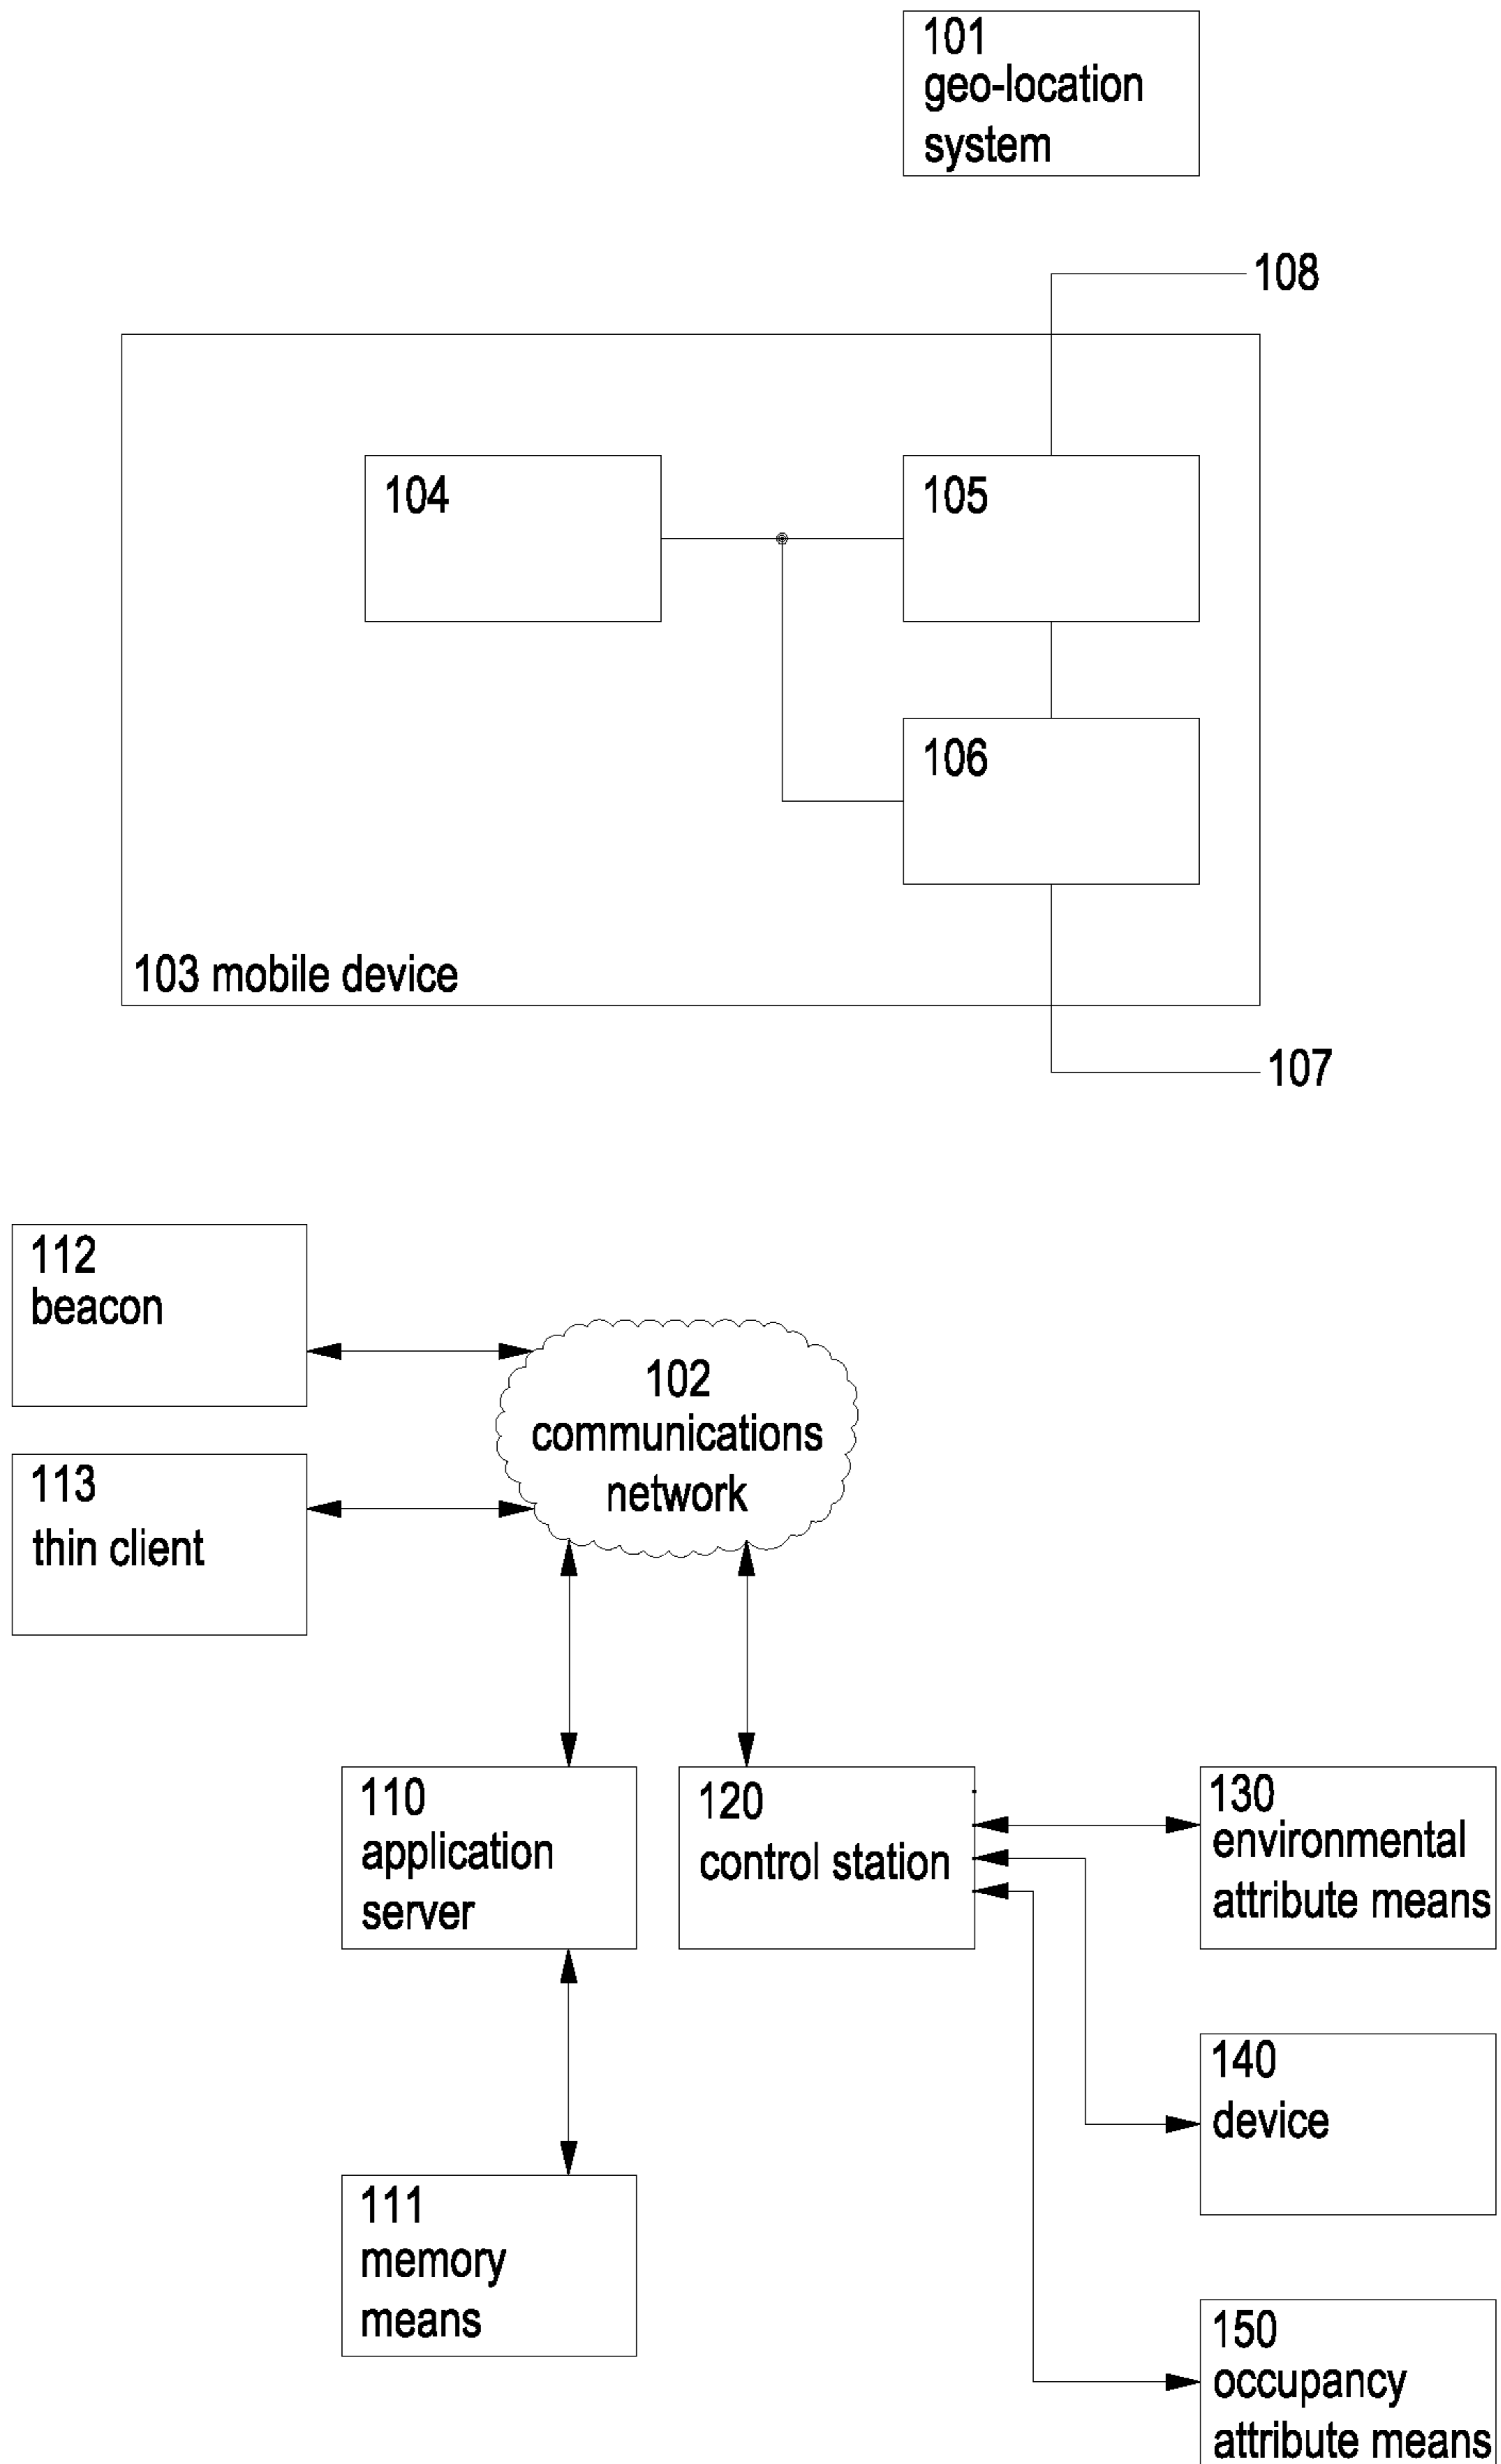 101
geo-location
system
108
104
105
106
103 mobile device
107
112
beacon
102
communications
network
113
thin client
110
application
server
120
control station
130
environmental
attribute means
140
device
111
memory
means
150
occupancy
attribute means